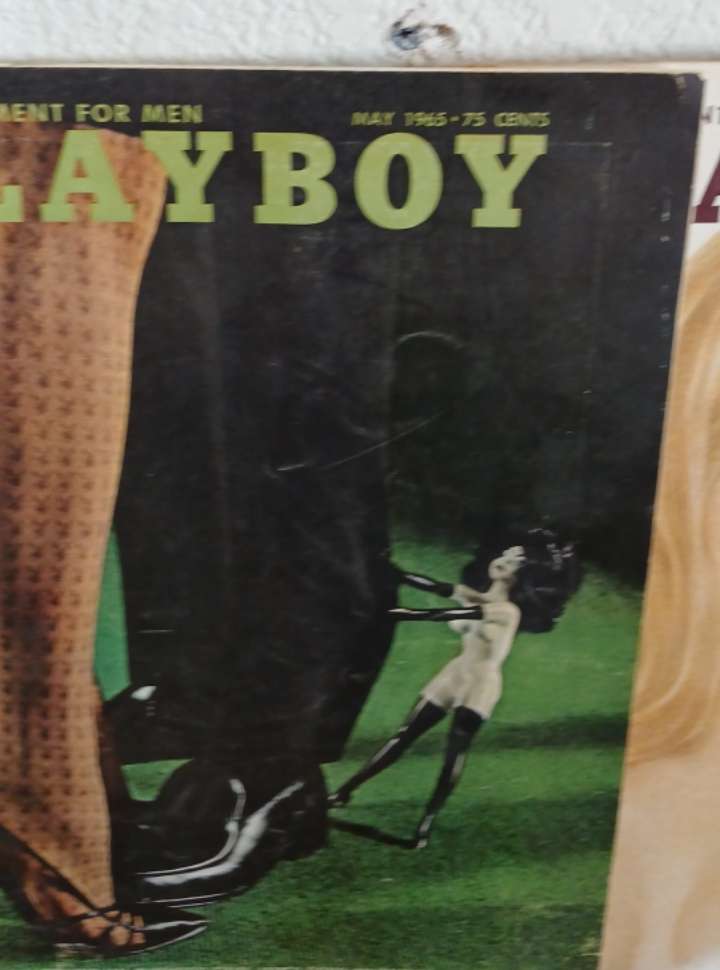 MENT FOR MEN
MAY 1965 • 75 CENTS
LAYBOY
A